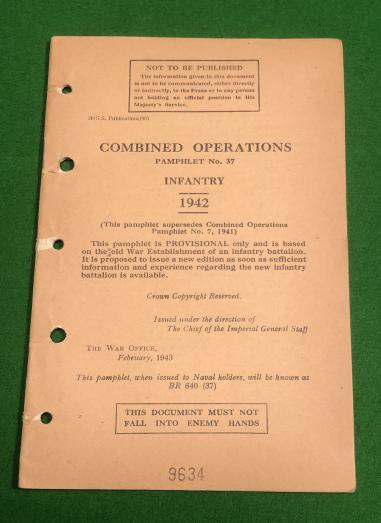 NOT TO BE PUBLISHED
The information given in this document
is not to be communicated, either directly
or indirectly, to the Press or to any person
not holding an official position in His
Majesty's Service.
COMBINED OPERATIONS
PAMPHLET No. 37
INFANTRY
1942
(This pamphlet supersedes Combined Operations
Pamphlet No. 7, 1941)
This pamphlet is PROVISIONAL only and is based
on the old War Establishment of an infantry battalion.
It is proposed to issue a new edition as soon as sufficient
information and experience regarding the new infantry
battalion is available.
Crown Copyright Reserved.
Issued under the direction of
The Chief of the Imperial General Staff
THE WAR OFFICE,
February, 1943
This pamphlet, when issued to Naval holders, will be known as
BR 640 (37)
THIS DOCUMENT MUST NOT
FALL INTO ENEMY HANDS
9634